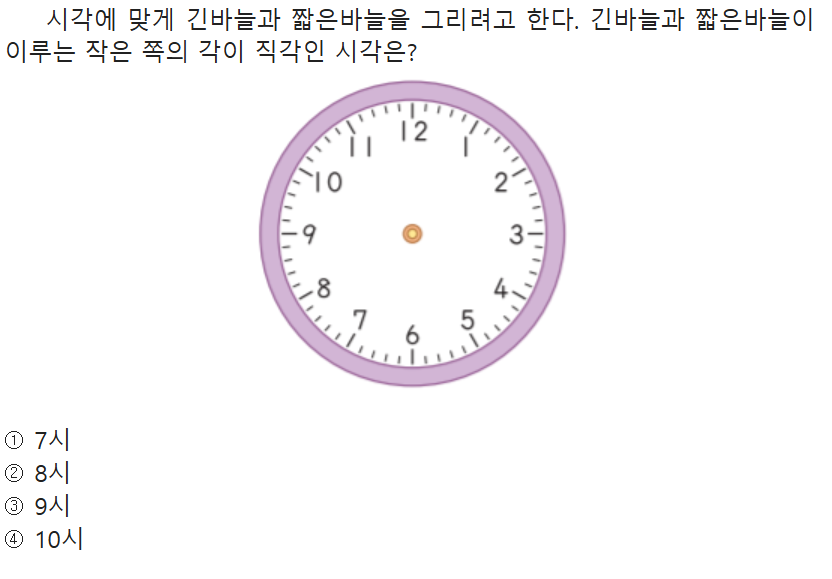 시각에 맞게 긴바늘과 짧은바늘을 그리려고 한다. 긴바늘과 짧은바늘이
이루는 작은 쪽의 각이 직각인 시각은?
12
11 1
10 2
9 3
8 4
7 5
6
① 7시
② 8시
③ 9시
④ 10시